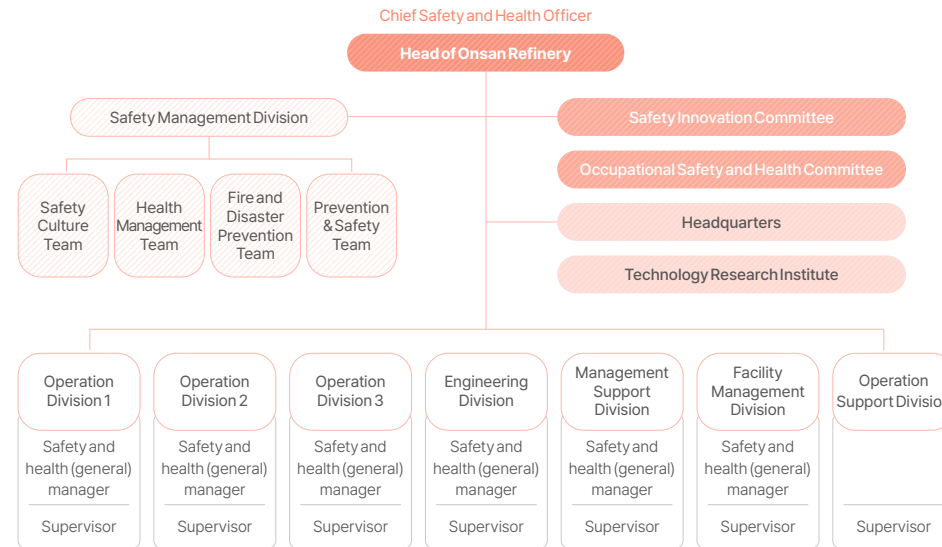 Chief Safety and Health Officer
Head of Onsan Refinery
Safety Management Division
Safety Innovation Committee
Occupational Safety and Health Committee
Headquarters
Technology Research Institute
Safety
Culture
Team
Health
Management
Team
Fire and
Disaster
Prevention
Team
Prevention
& Safety
Team
Operation
Division 1
Safety and
health (general)
manager
Supervisor
Operation
Division 2
Safety and
health (general)
manager
Supervisor
Operation
Division 3
Safety and
health (general)
manager
Supervisor
Engineering
Division
Safety and
health (general)
manager
Supervisor
Management
Support
Division
Safety and
health (general)
manager
Supervisor
Facility
Management
Division
Safety and
health (general)
manager
Supervisor
Operation
Support Divisio
Supervisor